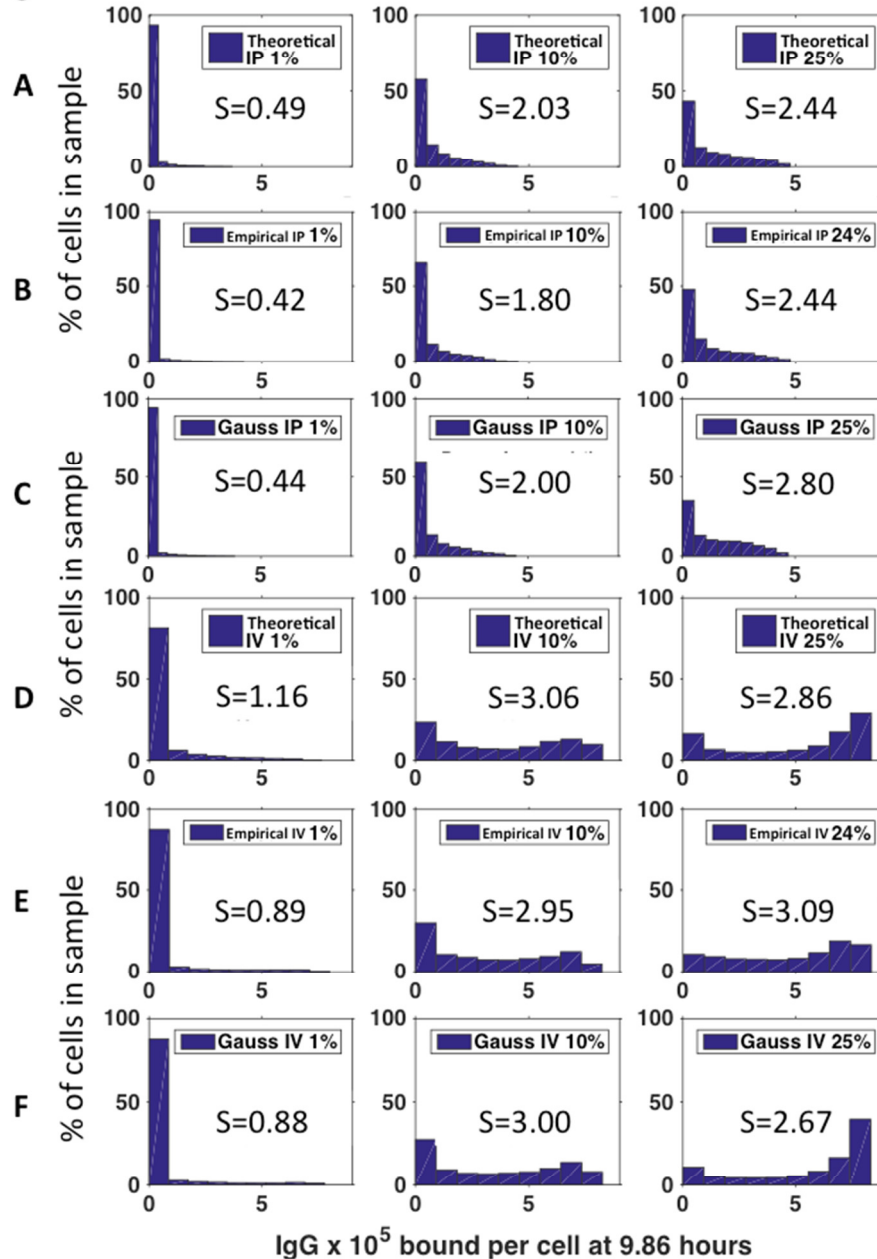 100
Theoretical
IP 1%
100
Theoretical
IP 10%
100
Theoretical
IP 25%
A
50
S=0.49
50
S=2.03
50
S=2.44
0
0
0
0 5
0 5
0 5
% of cells in sample
100
Empirical IP 1%
100
Empirical IP 10%
100
Empirical IP 24%
B
50
S=0.42
50
S=1.80
50
S=2.44
0
0
0
0 5
0 5
0 5
100
Gauss IP 1%
100
Gauss IP 10%
100
Gauss IP 25%
C
50
S=0.44
50
S=2.00
50
S=2.80
0
0
0
0 5
0 5
0 5
% of cells in sample
100
Theoretical
IV 1%
100
Theoretical
IV 10%
100
Theoretical
IV 25%
D
50
S=1.16
50
S=3.06
50
S=2.86
0
0
0
0 5
0 5
0 5
100
Empirical IV 1%
100
Empirical IV 10%
100
Empirical IV 24%
E
50
S=0.89
50
S=2.95
50
S=3.09
0
0
0
0 5
0 5
0 5
% of cells in sample
100
Gauss IV 1%
100
Gauss IV 10%
100
Gauss IV 25%
F
50
S=0.88
50
S=3.00
50
S=2.67
0
0
0
0 5
0 5
0 5
IgG x 10⁵ bound per cell at 9.86 hours